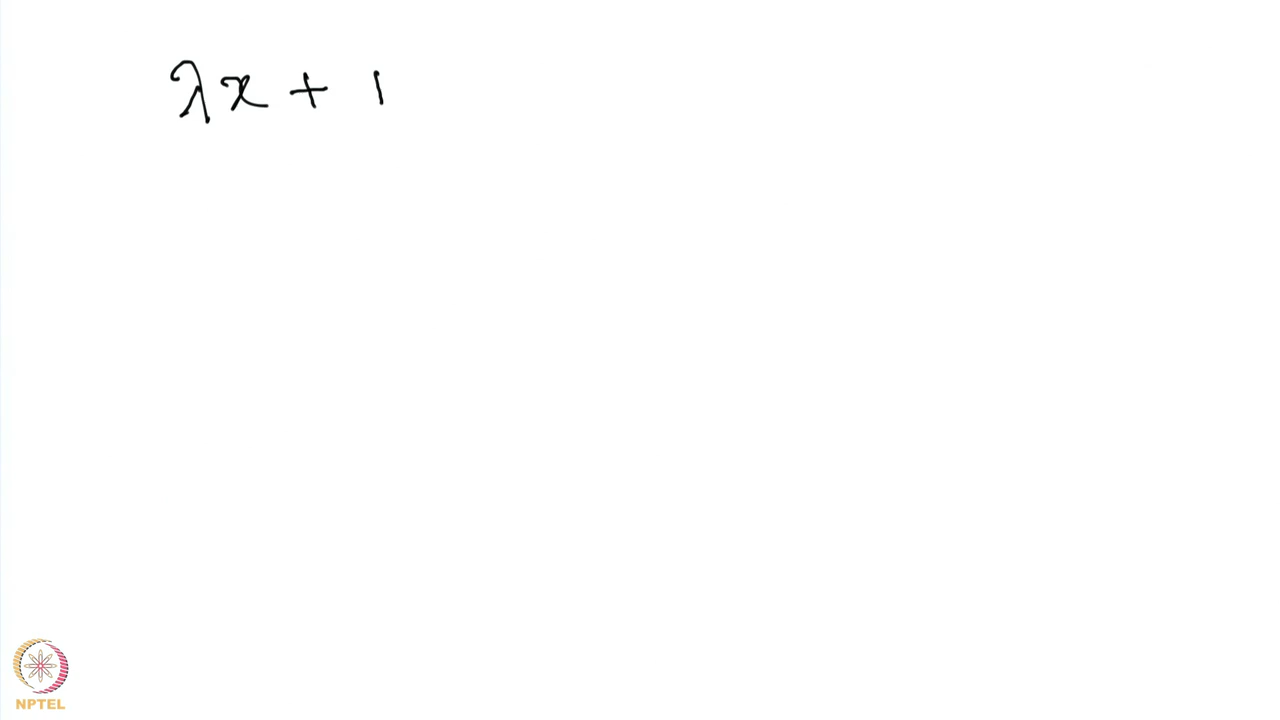 λx + 1
NPTEL